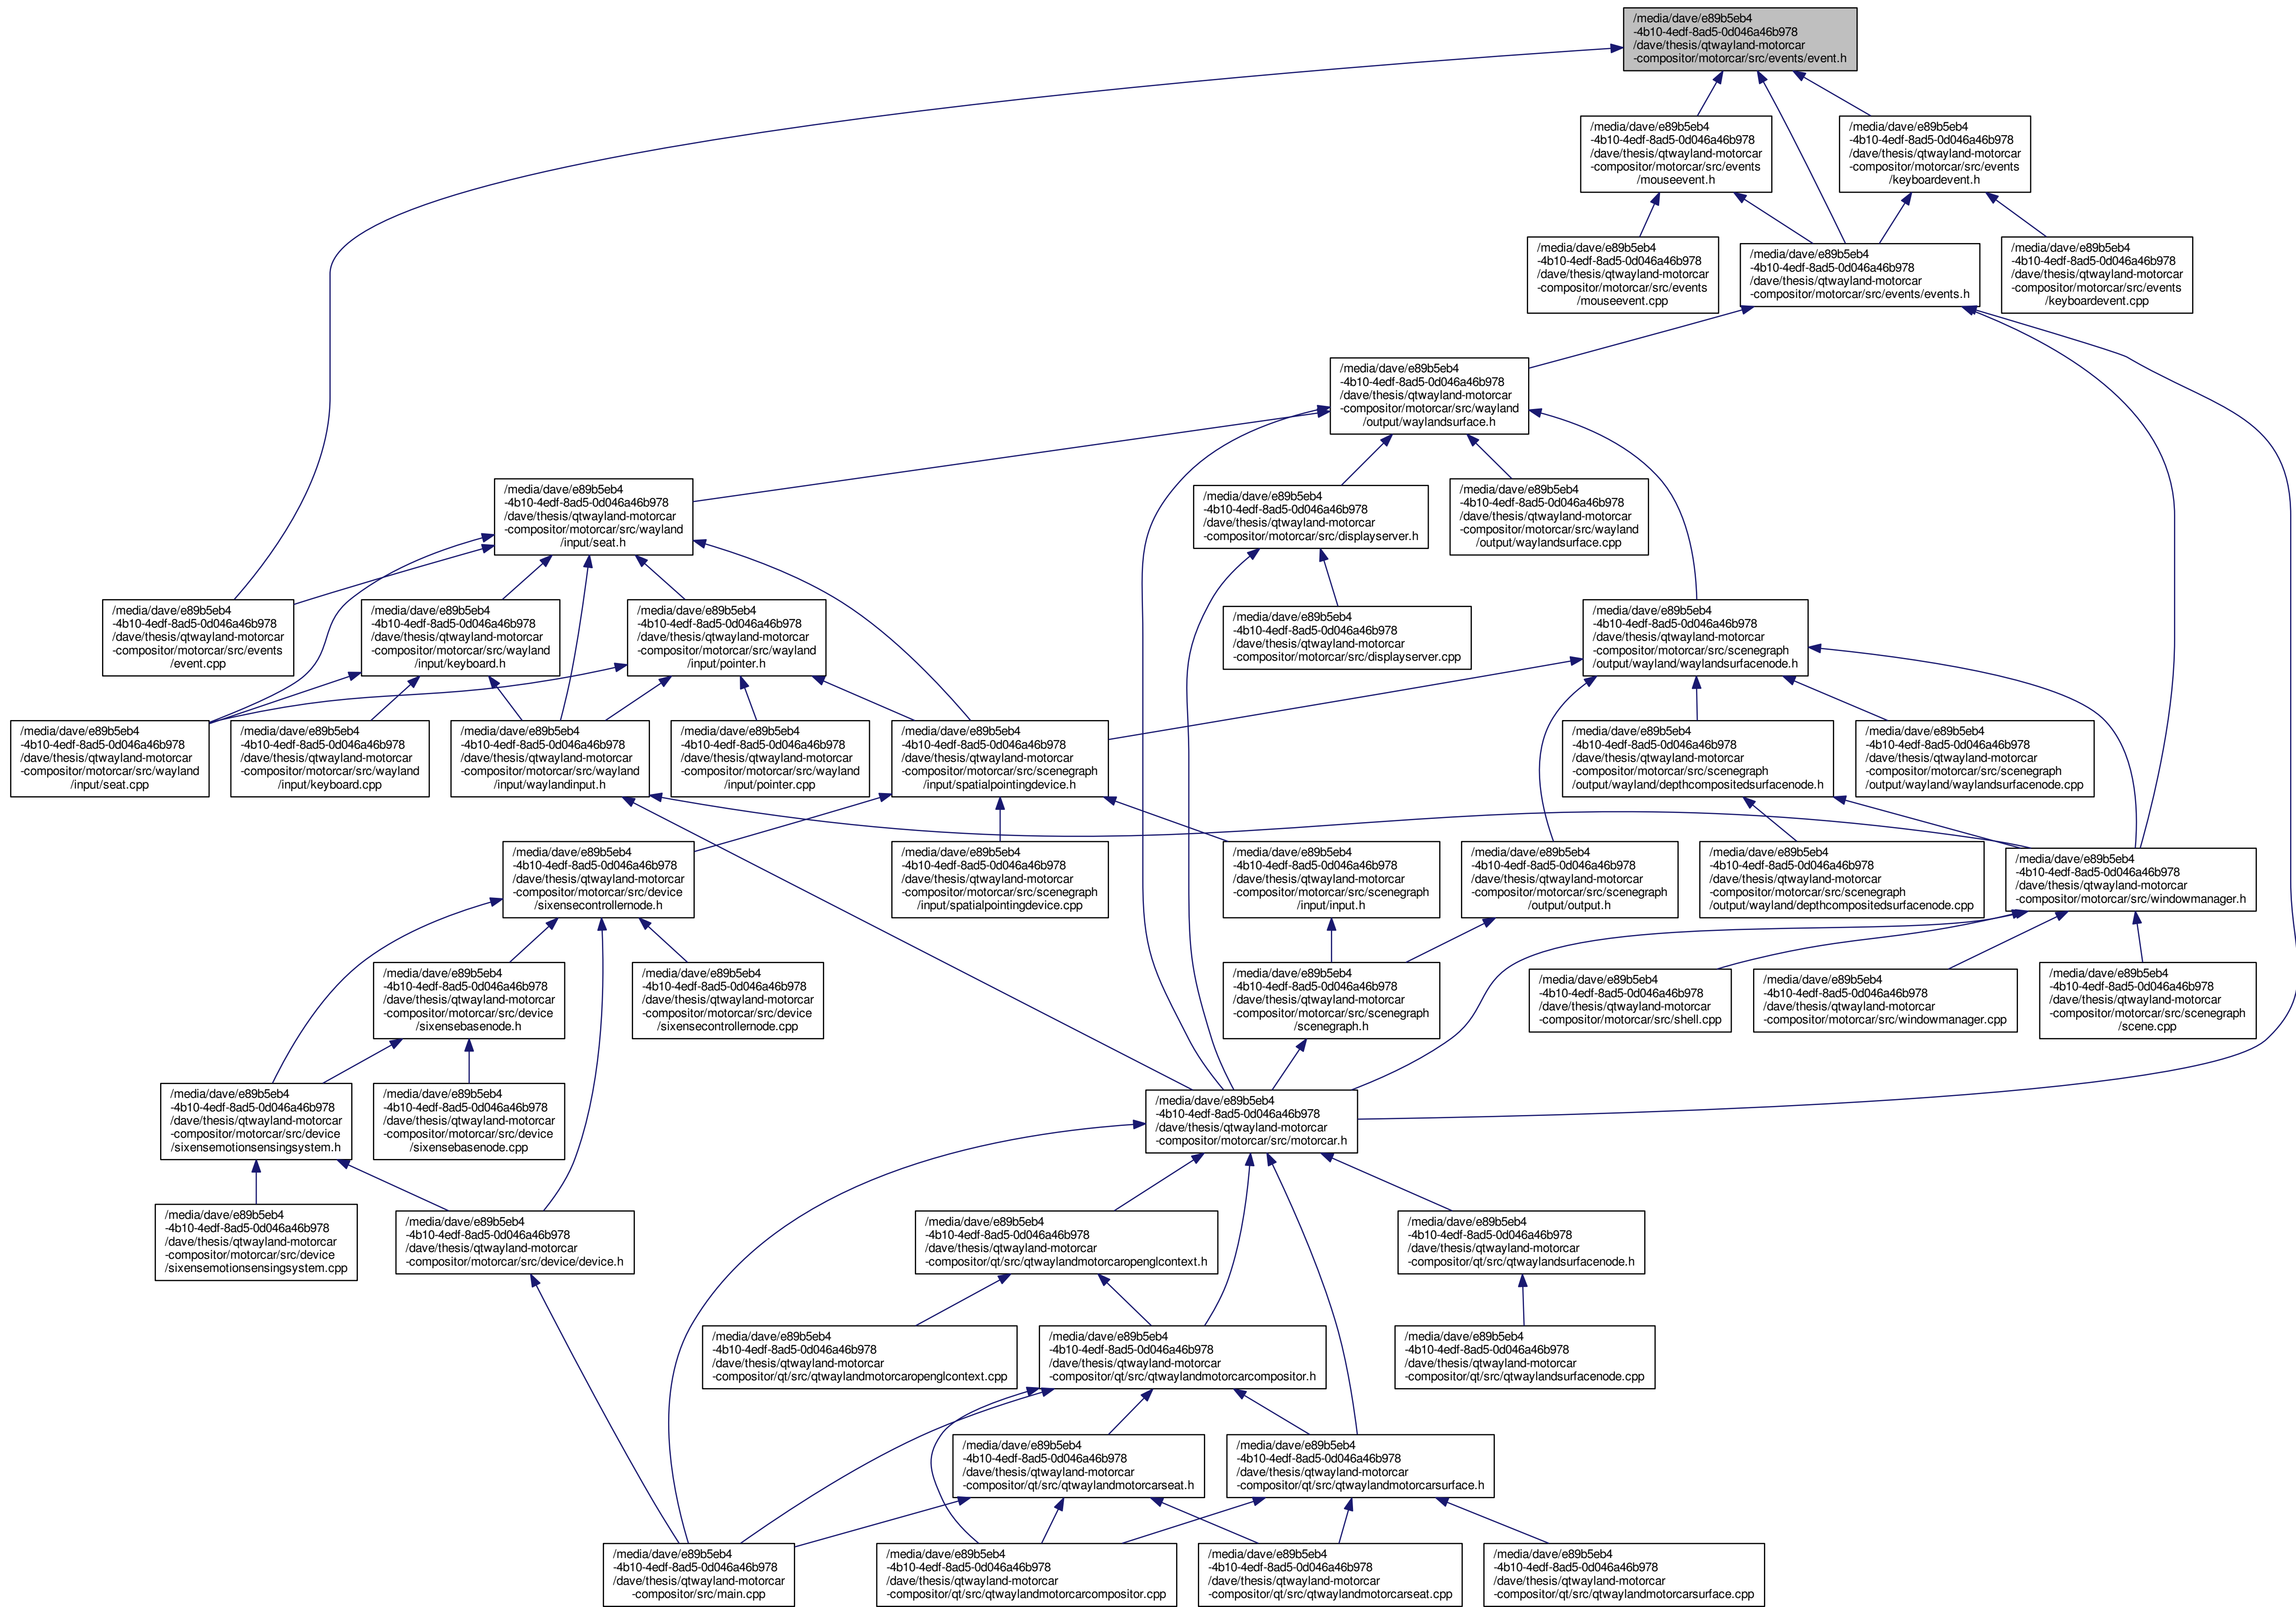 /media/dave/e89b5eb4
-4b10-4edf-8ad5-0d046a46b978
/dave/thesis/qtwayland-motorcar
-compositor/motorcar/src/events/event.h
/media/dave/e89b5eb4
-4b10-4edf-8ad5-0d046a46b978
/dave/thesis/qtwayland-motorcar
-compositor/motorcar/src/events
/mouseevent.h
/media/dave/e89b5eb4
-4b10-4edf-8ad5-0d046a46b978
/dave/thesis/qtwayland-motorcar
-compositor/motorcar/src/events
/keyboardevent.h
/media/dave/e89b5eb4
-4b10-4edf-8ad5-0d046a46b978
/dave/thesis/qtwayland-motorcar
-compositor/motorcar/src/events
/mouseevent.cpp
/media/dave/e89b5eb4
-4b10-4edf-8ad5-0d046a46b978
/dave/thesis/qtwayland-motorcar
-compositor/motorcar/src/events/events.h
/media/dave/e89b5eb4
-4b10-4edf-8ad5-0d046a46b978
/dave/thesis/qtwayland-motorcar
-compositor/motorcar/src/events
/keyboardevent.cpp
/media/dave/e89b5eb4
-4b10-4edf-8ad5-0d046a46b978
/dave/thesis/qtwayland-motorcar
-compositor/motorcar/src/wayland
/output/waylandsurface.h
/media/dave/e89b5eb4
-4b10-4edf-8ad5-0d046a46b978
/dave/thesis/qtwayland-motorcar
-compositor/motorcar/src/wayland
/input/seat.h
/media/dave/e89b5eb4
-4b10-4edf-8ad5-0d046a46b978
/dave/thesis/qtwayland-motorcar
-compositor/motorcar/src/displayserver.h
/media/dave/e89b5eb4
-4b10-4edf-8ad5-0d046a46b978
/dave/thesis/qtwayland-motorcar
-compositor/motorcar/src/wayland
/output/waylandsurface.cpp
/media/dave/e89b5eb4
-4b10-4edf-8ad5-0d046a46b978
/dave/thesis/qtwayland-motorcar
-compositor/motorcar/src/events
/event.cpp
/media/dave/e89b5eb4
-4b10-4edf-8ad5-0d046a46b978
/dave/thesis/qtwayland-motorcar
-compositor/motorcar/src/wayland
/input/keyboard.h
/media/dave/e89b5eb4
-4b10-4edf-8ad5-0d046a46b978
/dave/thesis/qtwayland-motorcar
-compositor/motorcar/src/wayland
/input/pointer.h
/media/dave/e89b5eb4
-4b10-4edf-8ad5-0d046a46b978
/dave/thesis/qtwayland-motorcar
-compositor/motorcar/src/displayserver.cpp
/media/dave/e89b5eb4
-4b10-4edf-8ad5-0d046a46b978
/dave/thesis/qtwayland-motorcar
-compositor/motorcar/src/scenegraph
/output/wayland/waylandsurfacenode.h
/media/dave/e89b5eb4
-4b10-4edf-8ad5-0d046a46b978
/dave/thesis/qtwayland-motorcar
-compositor/motorcar/src/wayland
/input/seat.cpp
/media/dave/e89b5eb4
-4b10-4edf-8ad5-0d046a46b978
/dave/thesis/qtwayland-motorcar
-compositor/motorcar/src/wayland
/input/keyboard.cpp
/media/dave/e89b5eb4
-4b10-4edf-8ad5-0d046a46b978
/dave/thesis/qtwayland-motorcar
-compositor/motorcar/src/wayland
/input/waylandinput.h
/media/dave/e89b5eb4
-4b10-4edf-8ad5-0d046a46b978
/dave/thesis/qtwayland-motorcar
-compositor/motorcar/src/wayland
/input/pointer.cpp
/media/dave/e89b5eb4
-4b10-4edf-8ad5-0d046a46b978
/dave/thesis/qtwayland-motorcar
-compositor/motorcar/src/scenegraph
/input/spatialpointingdevice.h
/media/dave/e89b5eb4
-4b10-4edf-8ad5-0d046a46b978
/dave/thesis/qtwayland-motorcar
-compositor/motorcar/src/scenegraph
/output/wayland/depthcompositedsurfacenode.h
/media/dave/e89b5eb4
-4b10-4edf-8ad5-0d046a46b978
/dave/thesis/qtwayland-motorcar
-compositor/motorcar/src/scenegraph
/output/wayland/waylandsurfacenode.cpp
/media/dave/e89b5eb4
-4b10-4edf-8ad5-0d046a46b978
/dave/thesis/qtwayland-motorcar
-compositor/motorcar/src/device
/sixensecontrollernode.h
/media/dave/e89b5eb4
-4b10-4edf-8ad5-0d046a46b978
/dave/thesis/qtwayland-motorcar
-compositor/motorcar/src/scenegraph
/input/spatialpointingdevice.cpp
/media/dave/e89b5eb4
-4b10-4edf-8ad5-0d046a46b978
/dave/thesis/qtwayland-motorcar
-compositor/motorcar/src/scenegraph
/input/input.h
/media/dave/e89b5eb4
-4b10-4edf-8ad5-0d046a46b978
/dave/thesis/qtwayland-motorcar
-compositor/motorcar/src/scenegraph
/output/output.h
/media/dave/e89b5eb4
-4b10-4edf-8ad5-0d046a46b978
/dave/thesis/qtwayland-motorcar
-compositor/motorcar/src/scenegraph
/output/wayland/depthcompositedsurfacenode.cpp
/media/dave/e89b5eb4
-4b10-4edf-8ad5-0d046a46b978
/dave/thesis/qtwayland-motorcar
-compositor/motorcar/src/windowmanager.h
/media/dave/e89b5eb4
-4b10-4edf-8ad5-0d046a46b978
/dave/thesis/qtwayland-motorcar
-compositor/motorcar/src/device
/sixensebasenode.h
/media/dave/e89b5eb4
-4b10-4edf-8ad5-0d046a46b978
/dave/thesis/qtwayland-motorcar
-compositor/motorcar/src/device
/sixensecontrollernode.cpp
/media/dave/e89b5eb4
-4b10-4edf-8ad5-0d046a46b978
/dave/thesis/qtwayland-motorcar
-compositor/motorcar/src/scenegraph
/scenegraph.h
/media/dave/e89b5eb4
-4b10-4edf-8ad5-0d046a46b978
/dave/thesis/qtwayland-motorcar
-compositor/motorcar/src/shell.cpp
/media/dave/e89b5eb4
-4b10-4edf-8ad5-0d046a46b978
/dave/thesis/qtwayland-motorcar
-compositor/motorcar/src/windowmanager.cpp
/media/dave/e89b5eb4
-4b10-4edf-8ad5-0d046a46b978
/dave/thesis/qtwayland-motorcar
-compositor/motorcar/src/scenegraph
/scene.cpp
/media/dave/e89b5eb4
-4b10-4edf-8ad5-0d046a46b978
/dave/thesis/qtwayland-motorcar
-compositor/motorcar/src/device
/sixensemotionsensingsystem.h
/media/dave/e89b5eb4
-4b10-4edf-8ad5-0d046a46b978
/dave/thesis/qtwayland-motorcar
-compositor/motorcar/src/device
/sixensebasenode.cpp
/media/dave/e89b5eb4
-4b10-4edf-8ad5-0d046a46b978
/dave/thesis/qtwayland-motorcar
-compositor/motorcar/src/motorcar.h
/media/dave/e89b5eb4
-4b10-4edf-8ad5-0d046a46b978
/dave/thesis/qtwayland-motorcar
-compositor/motorcar/src/device
/sixensemotionsensingsystem.cpp
/media/dave/e89b5eb4
-4b10-4edf-8ad5-0d046a46b978
/dave/thesis/qtwayland-motorcar
-compositor/motorcar/src/device/device.h
/media/dave/e89b5eb4
-4b10-4edf-8ad5-0d046a46b978
/dave/thesis/qtwayland-motorcar
-compositor/qt/src/qtwaylandmotorcaropenglcontext.h
/media/dave/e89b5eb4
-4b10-4edf-8ad5-0d046a46b978
/dave/thesis/qtwayland-motorcar
-compositor/qt/src/qtwaylandsurfacenode.h
/media/dave/e89b5eb4
-4b10-4edf-8ad5-0d046a46b978
/dave/thesis/qtwayland-motorcar
-compositor/qt/src/qtwaylandmotorcaropenglcontext.cpp
/media/dave/e89b5eb4
-4b10-4edf-8ad5-0d046a46b978
/dave/thesis/qtwayland-motorcar
-compositor/qt/src/qtwaylandmotorcarcompositor.h
/media/dave/e89b5eb4
-4b10-4edf-8ad5-0d046a46b978
/dave/thesis/qtwayland-motorcar
-compositor/qt/src/qtwaylandsurfacenode.cpp
/media/dave/e89b5eb4
-4b10-4edf-8ad5-0d046a46b978
/dave/thesis/qtwayland-motorcar
-compositor/qt/src/qtwaylandmotorcarseat.h
/media/dave/e89b5eb4
-4b10-4edf-8ad5-0d046a46b978
/dave/thesis/qtwayland-motorcar
-compositor/qt/src/qtwaylandmotorcarsurface.h
/media/dave/e89b5eb4
-4b10-4edf-8ad5-0d046a46b978
/dave/thesis/qtwayland-motorcar
-compositor/src/main.cpp
/media/dave/e89b5eb4
-4b10-4edf-8ad5-0d046a46b978
/dave/thesis/qtwayland-motorcar
-compositor/qt/src/qtwaylandmotorcarcompositor.cpp
/media/dave/e89b5eb4
-4b10-4edf-8ad5-0d046a46b978
/dave/thesis/qtwayland-motorcar
-compositor/qt/src/qtwaylandmotorcarseat.cpp
/media/dave/e89b5eb4
-4b10-4edf-8ad5-0d046a46b978
/dave/thesis/qtwayland-motorcar
-compositor/qt/src/qtwaylandmotorcarsurface.cpp